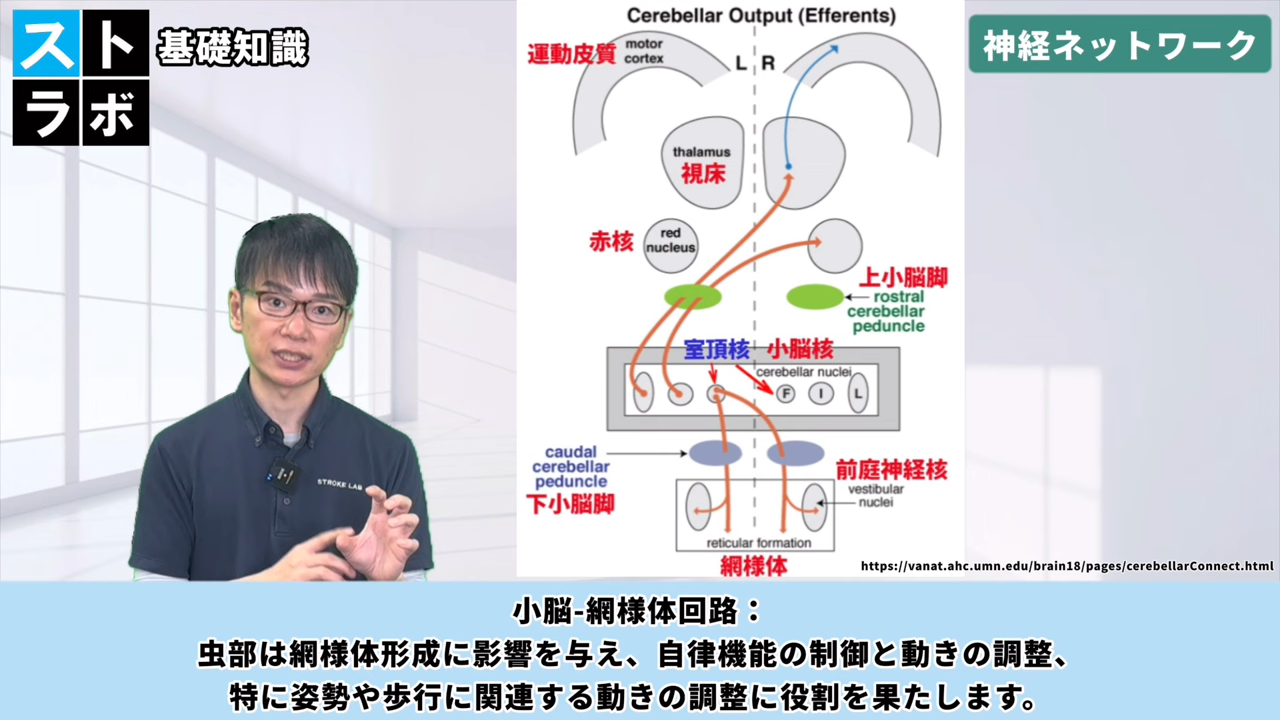 スト
ラボ
基礎知識
神経ネットワーク
Cerebellar Output (Efferents)
運動皮質
motor
cortex
L R
thalamus
視床
赤核
red
nucleus
上小脳脚
rostral
cerebellar
peduncle
室頂核
小脳核
cerebellar nuclei
F I L
caudal
cerebellar
peduncle
下小脳脚
前庭神経核
vestibular
nuclei
reticular formation
網様体
https://vanat.ahc.umn.edu/brain18/pages/cerebellarConnect.html
STROKE LAB
小脳-網様体回路：
虫部は網様体形成に影響を与え、自律機能の制御と動きの調整、
特に姿勢や歩行に関連する動きの調整に役割を果たします。